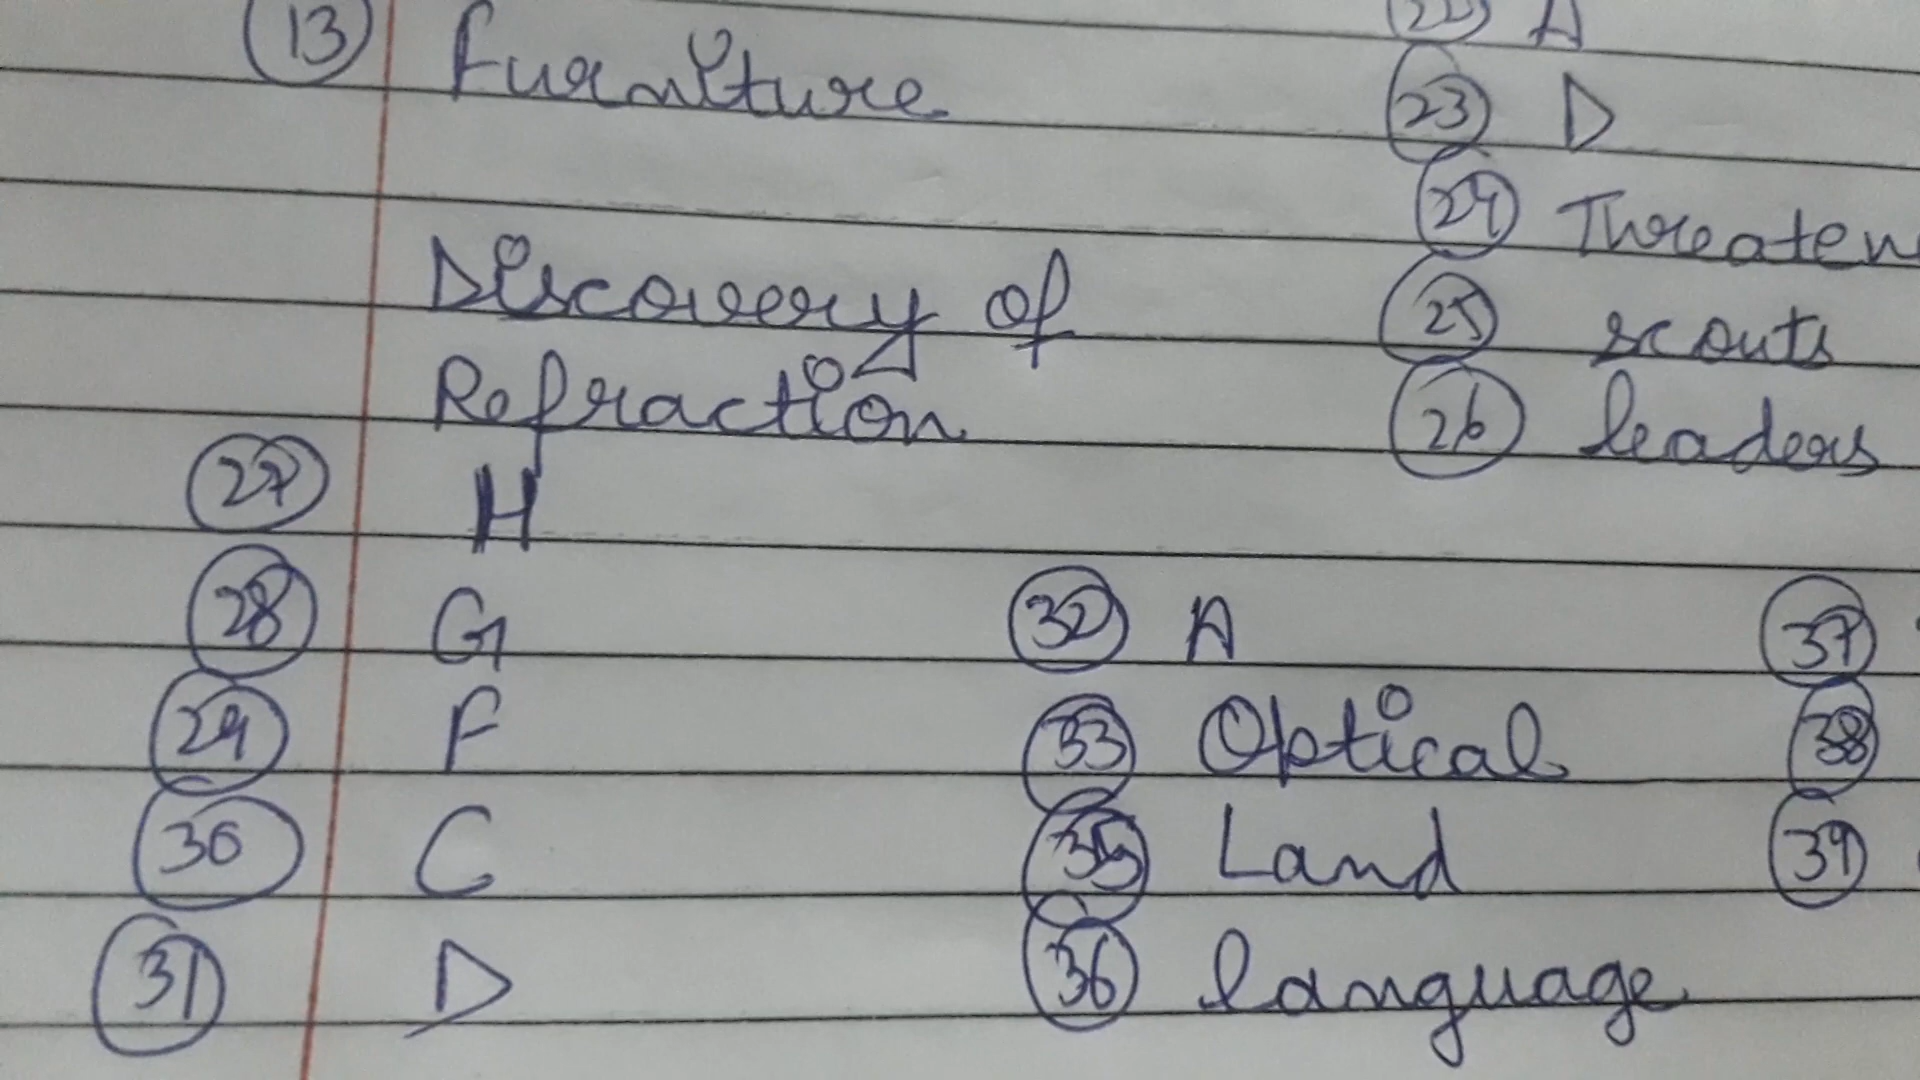 13 Furniture
22 A
23 D
24 Threaten
25 scouts
26 leaders
Discovery of
Refraction
27 H
28 G
29 F
30 C
31 D
32 A
33 Optical
35 Land
36 language
37
38
39